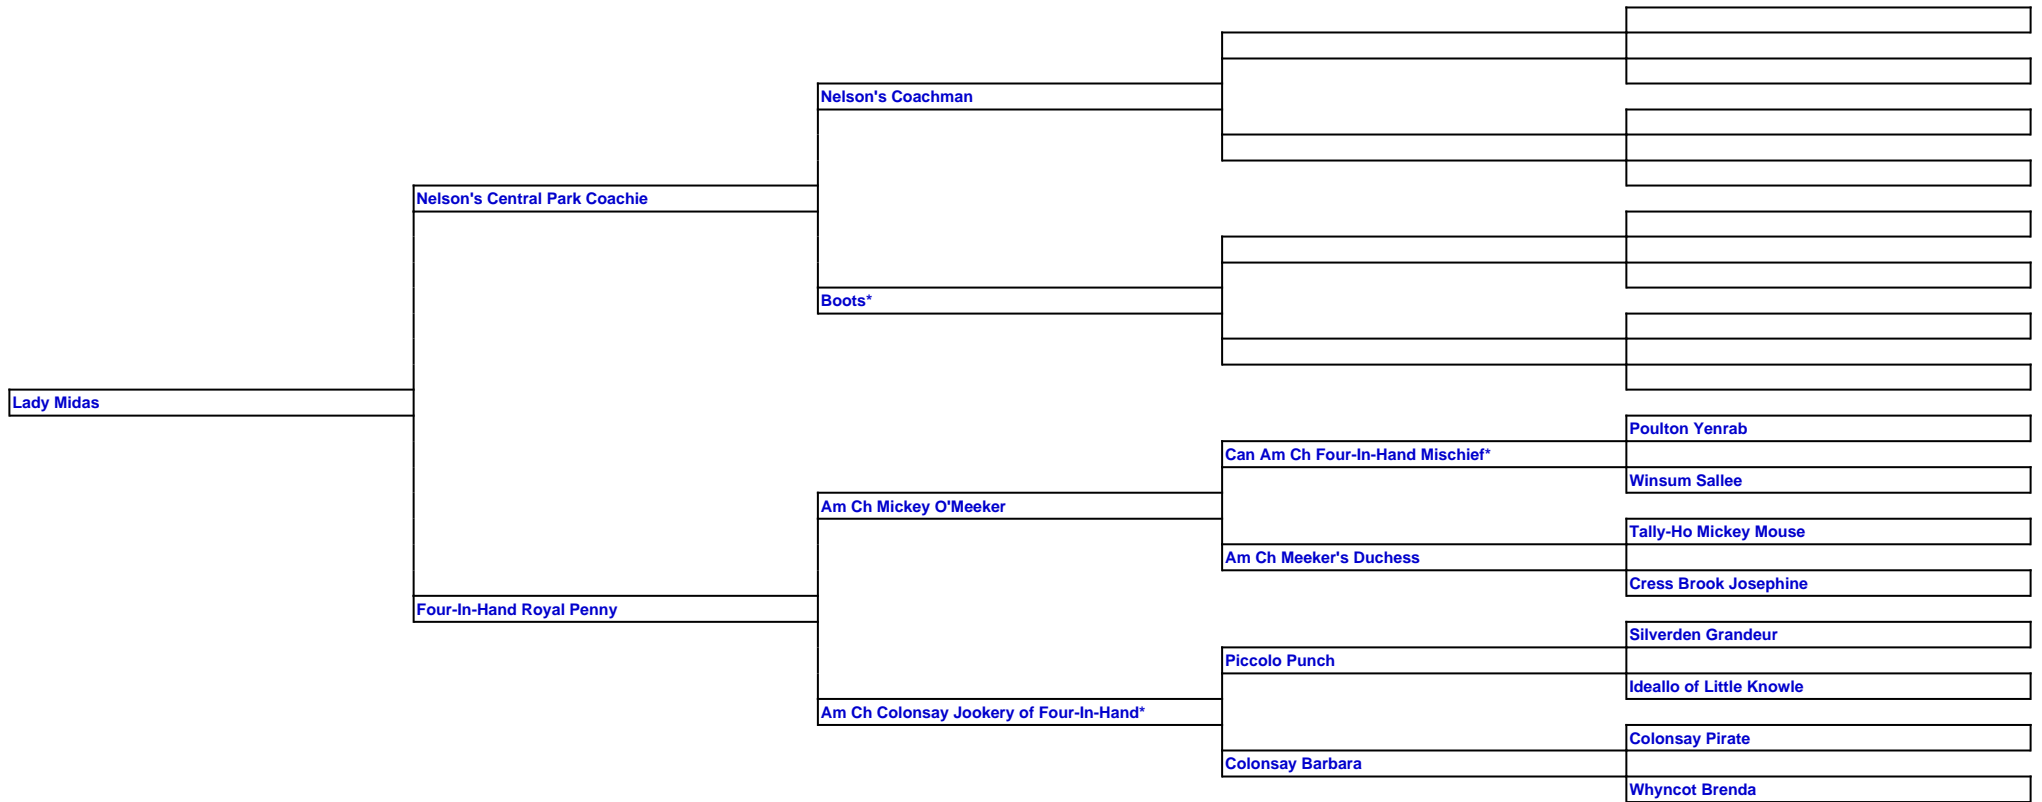 Nelson's Coachman
Nelson's Central Park Coachie
Boots*
Lady Midas
Poulton Yenrab
Can Am Ch Four-In-Hand Mischief*
Winsum Sallee
Am Ch Mickey O'Meeker
Tally-Ho Mickey Mouse
Am Ch Meeker's Duchess
Cress Brook Josephine
Four-In-Hand Royal Penny
Silverden Grandeur
Piccolo Punch
Ideallo of Little Knowle
Am Ch Colonsay Jookery of Four-In-Hand*
Colonsay Pirate
Colonsay Barbara
Whyncot Brenda